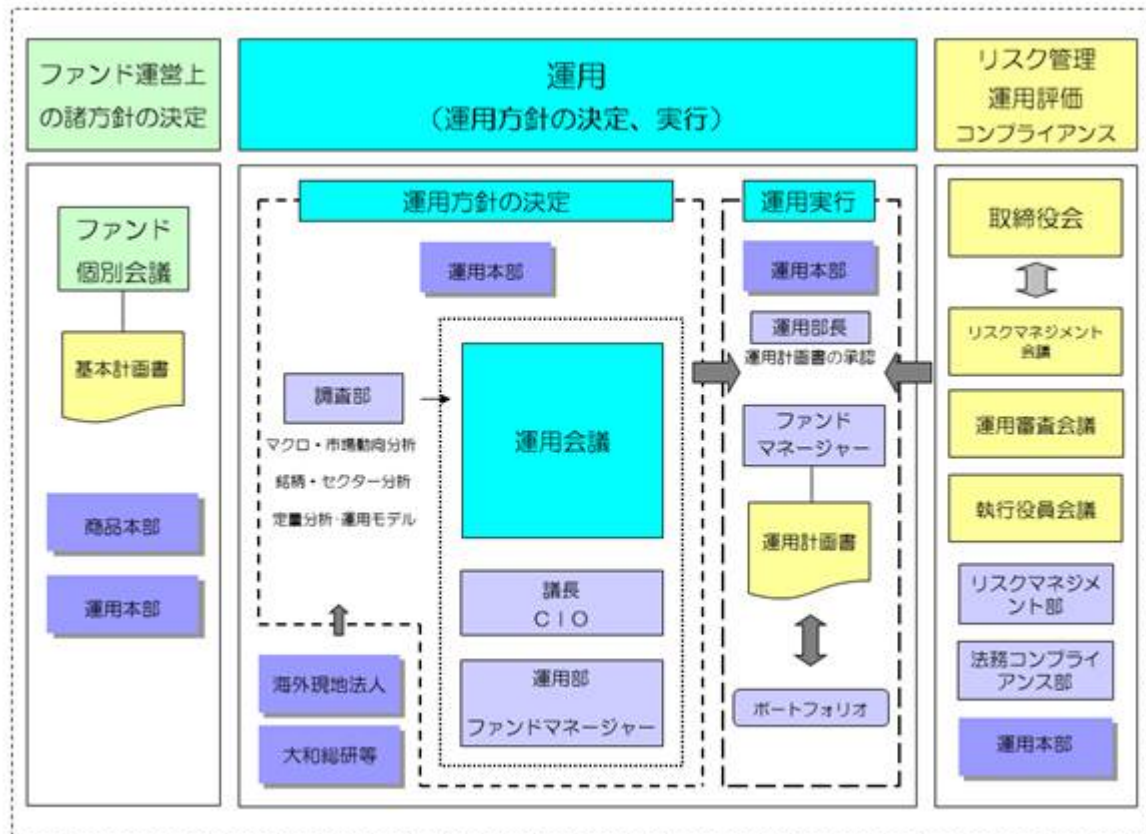 ファンド運営上
の諸方針の決定
運用
（運用方針の決定、実行）
リスク管理
運用評価
コンプライアンス
ファンド
個別会議
基本計画書
商品本部
運用本部
運用方針の決定
運用本部
調査部
マクロ・市場動向分析
銘柄・セクター分析
定量分析・運用モデル
運用会議
議長
ＣＩＯ
運用部
ファンドマネージャー
海外現地法人
大和総研等
運用実行
運用本部
運用部長
運用計画書の承認
ファンド
マネージャー
運用計画書
ポートフォリオ
取締役会
リスクマネジメント
会議
運用審査会議
執行役員会議
リスクマネジメ
ント部
法務コンプライ
アンス部
運用本部